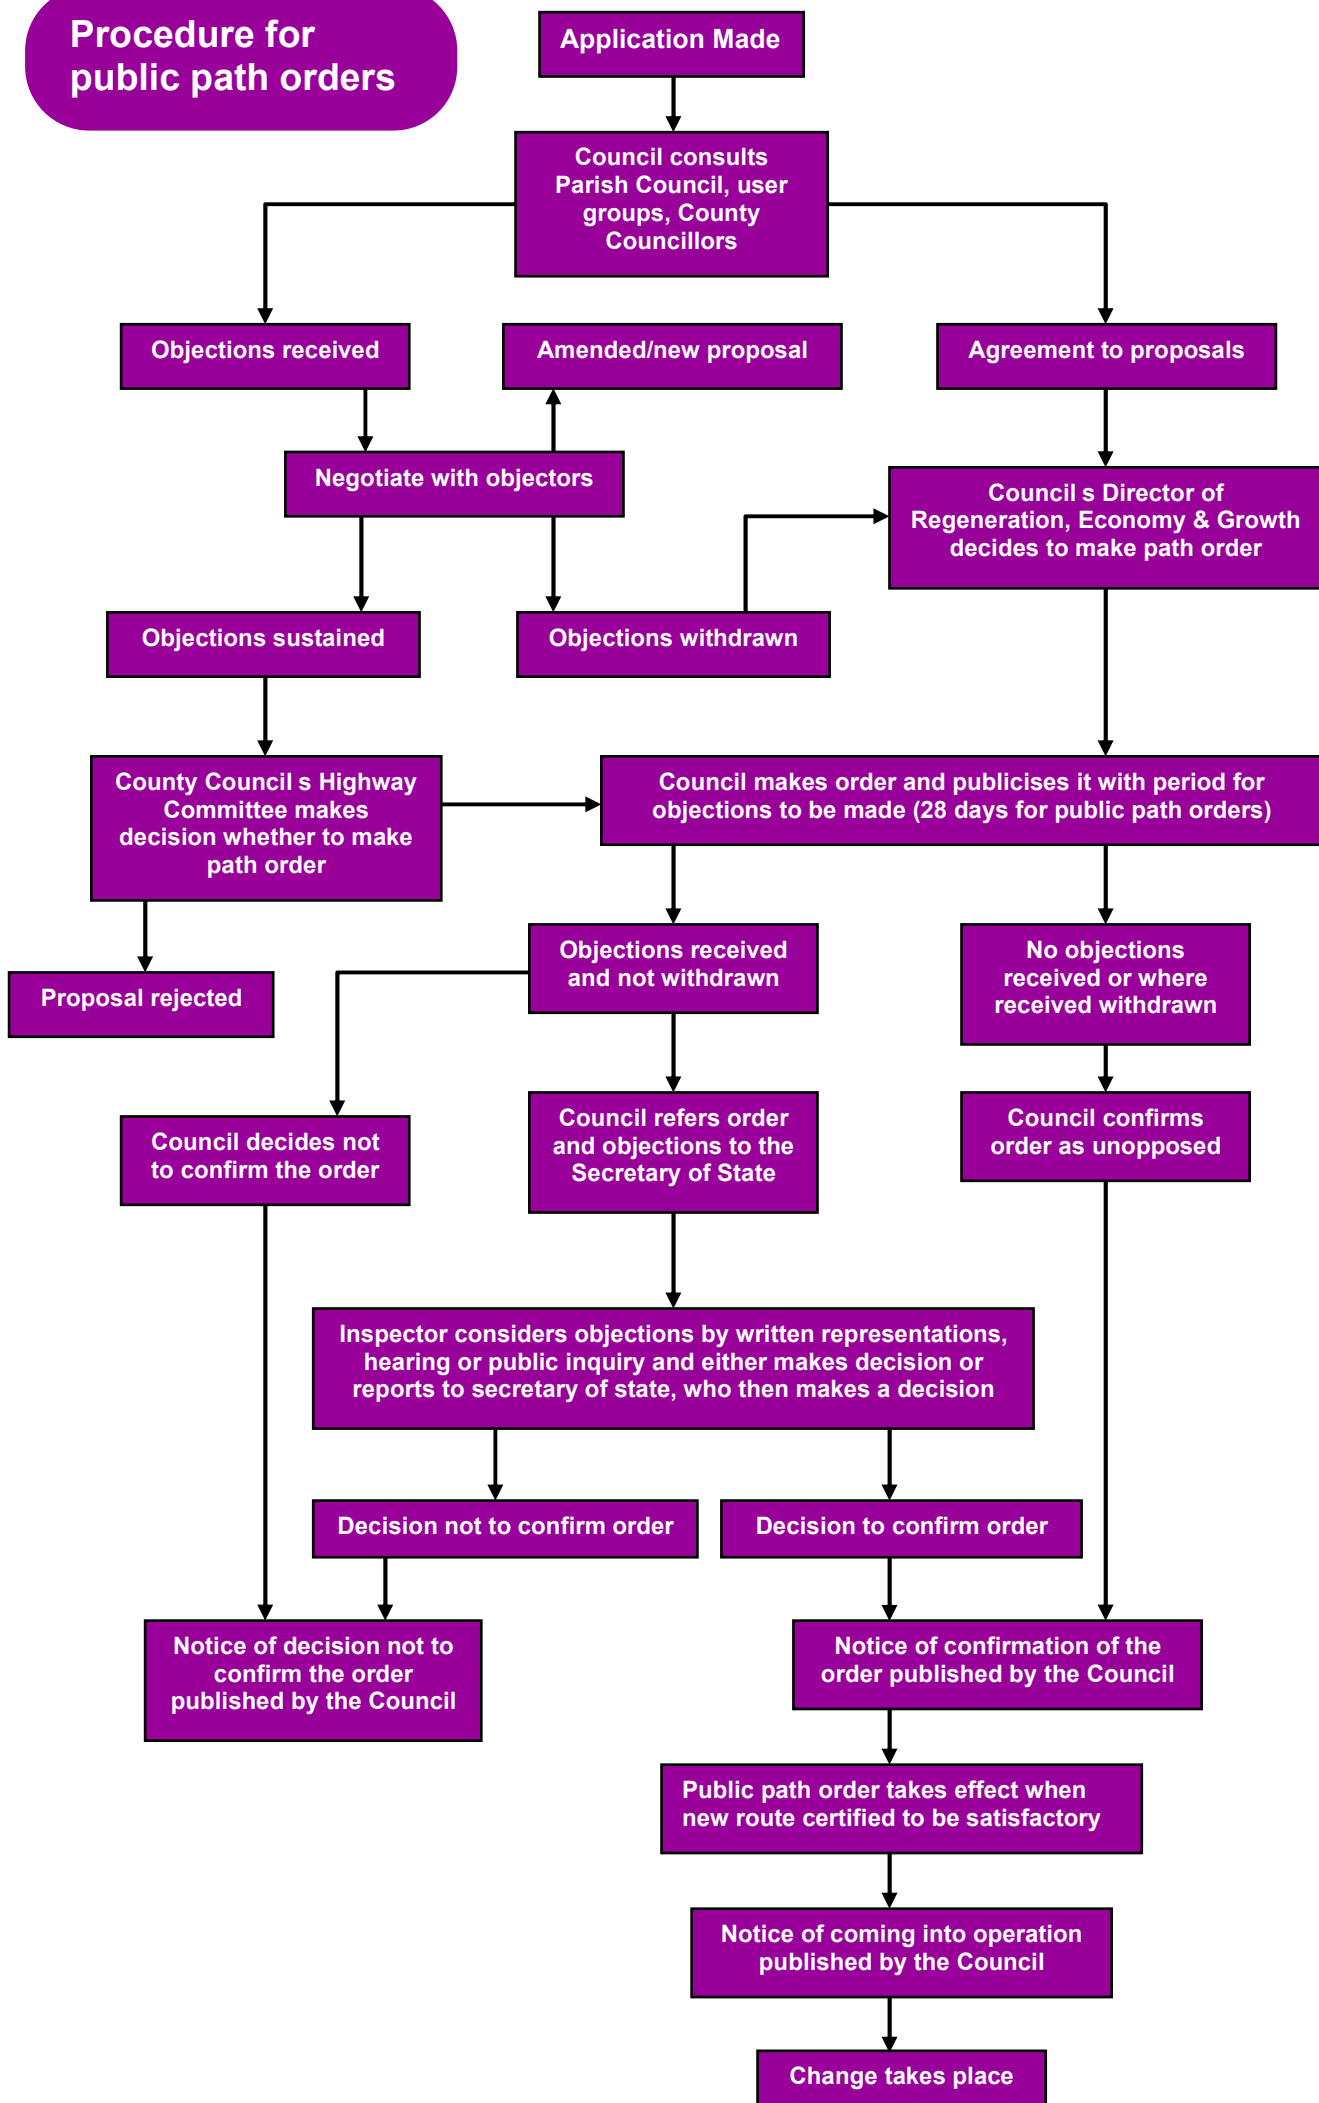 Procedure for
public path orders
Application Made
Council consults
Parish Council, user
groups, County
Councillors
Objections received
Amended/new proposal
Agreement to proposals
Negotiate with objectors
Council s Director of
Regeneration, Economy & Growth
decides to make path order
Objections sustained
Objections withdrawn
County Council s Highway
Committee makes
decision whether to make
path order
Council makes order and publicises it with period for
objections to be made (28 days for public path orders)
Proposal rejected
Objections received
and not withdrawn
No objections
received or where
received withdrawn
Council decides not
to confirm the order
Council refers order
and objections to the
Secretary of State
Council confirms
order as unopposed
Inspector considers objections by written representations,
hearing or public inquiry and either makes decision or
reports to secretary of state, who then makes a decision
Decision not to confirm order
Decision to confirm order
Notice of decision not to
confirm the order
published by the Council
Notice of confirmation of the
order published by the Council
Public path order takes effect when
new route certified to be satisfactory
Notice of coming into operation
published by the Council
Change takes place